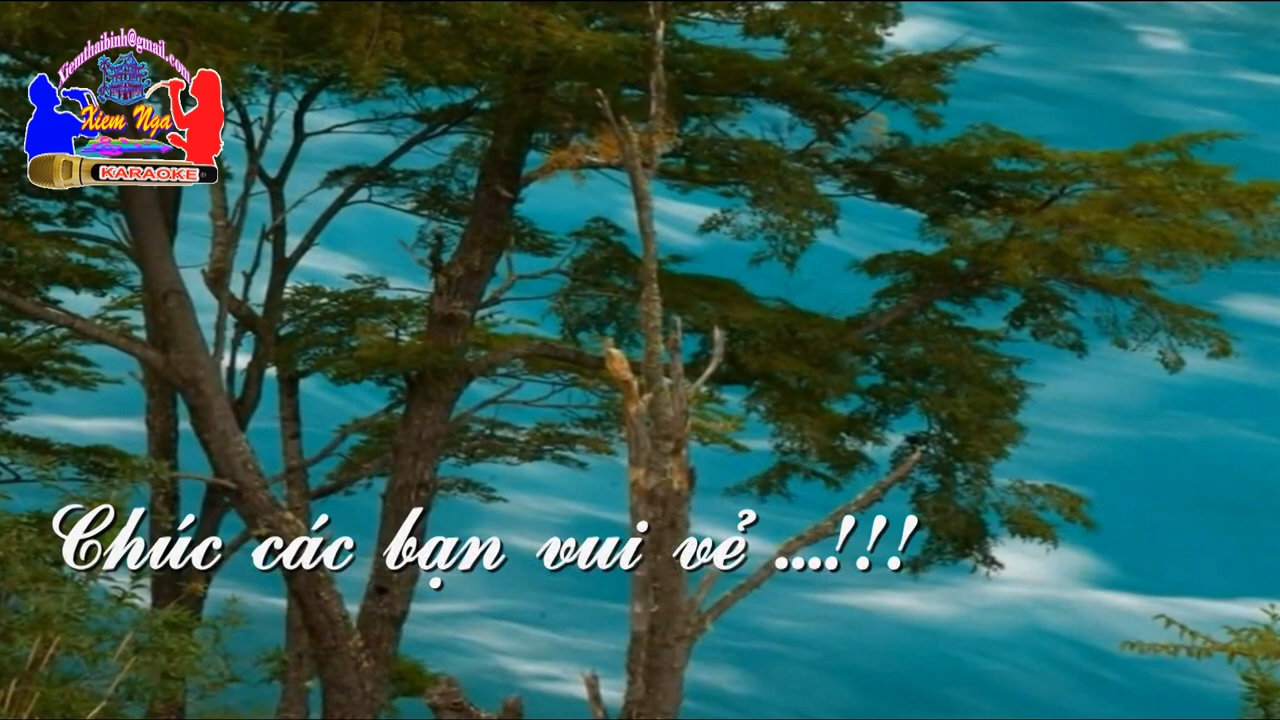 Xiemthaibinh@gmail.com
Xiem Nga
KARAOKE
Chúc các bạn vui vẻ ...!!!